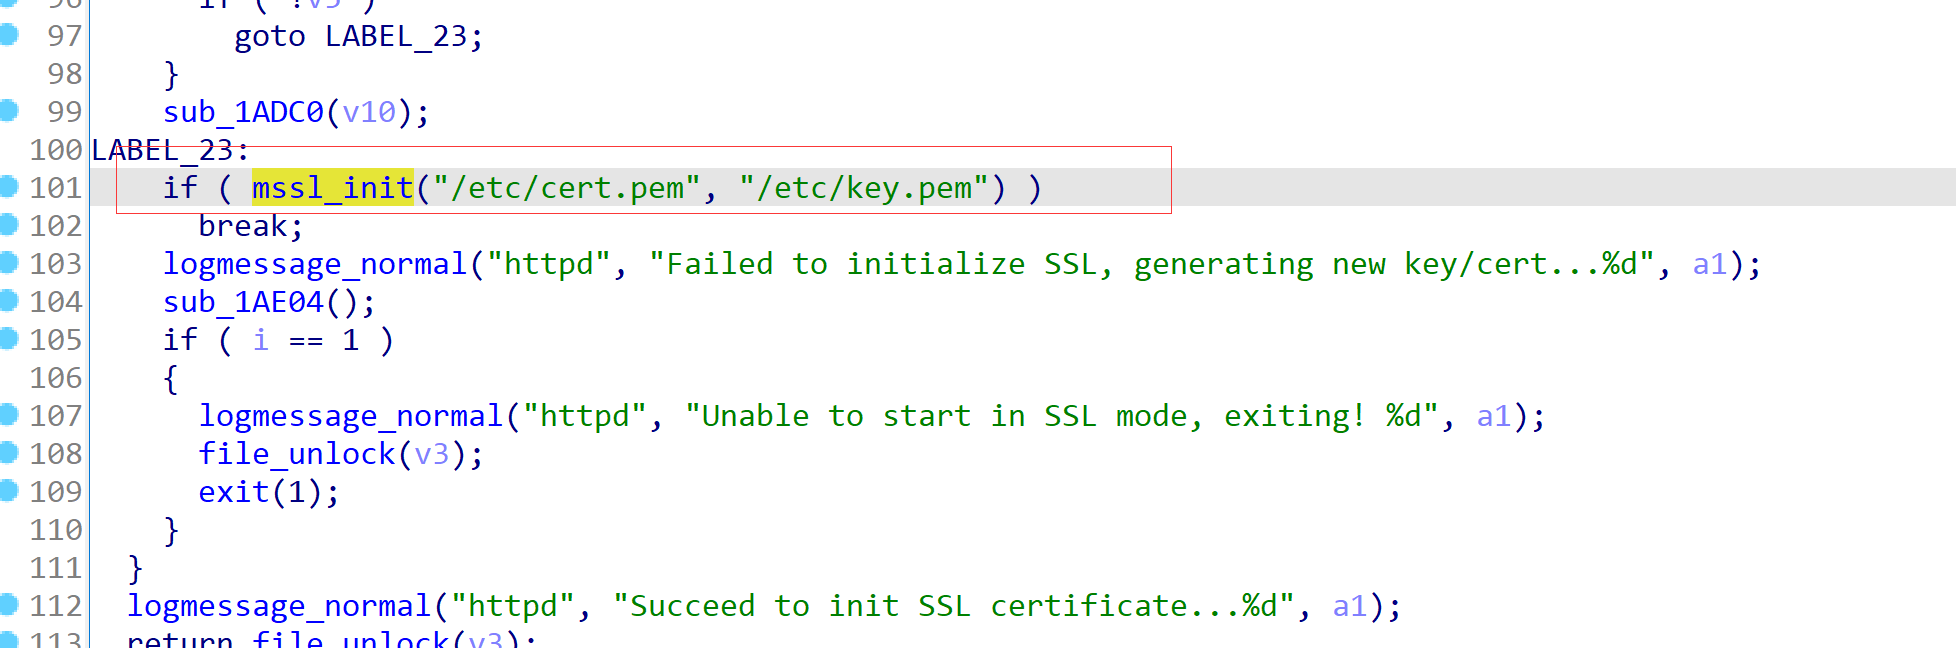 96 if ( !v5 )
97 goto LABEL_23;
98 }
99 sub_1ADC0(v10);
100 LABEL_23:
101 if ( mssl_init("/etc/cert.pem", "/etc/key.pem") )
102 break;
103 logmessage_normal("httpd", "Failed to initialize SSL, generating new key/cert...%d", a1);
104 sub_1AE04();
105 if ( i == 1 )
106 {
107 logmessage_normal("httpd", "Unable to start in SSL mode, exiting! %d", a1);
108 file_unlock(v3);
109 exit(1);
110 }
111 }
112 logmessage_normal("httpd", "Succeed to init SSL certificate...%d", a1);
113 return file_unlock(v3);